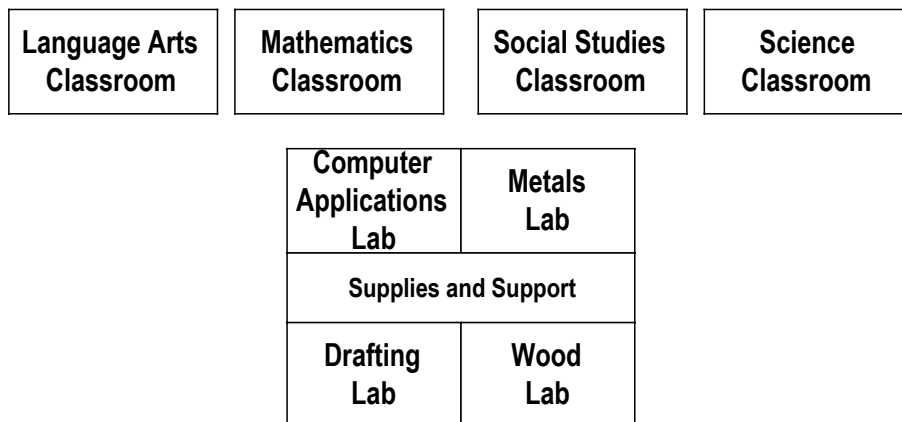 Language Arts
Classroom
Mathematics
Classroom
Social Studies
Classroom
Science
Classroom
Computer
Applications
Lab
Metals
Lab
Supplies and Support
Drafting
Lab
Wood
Lab